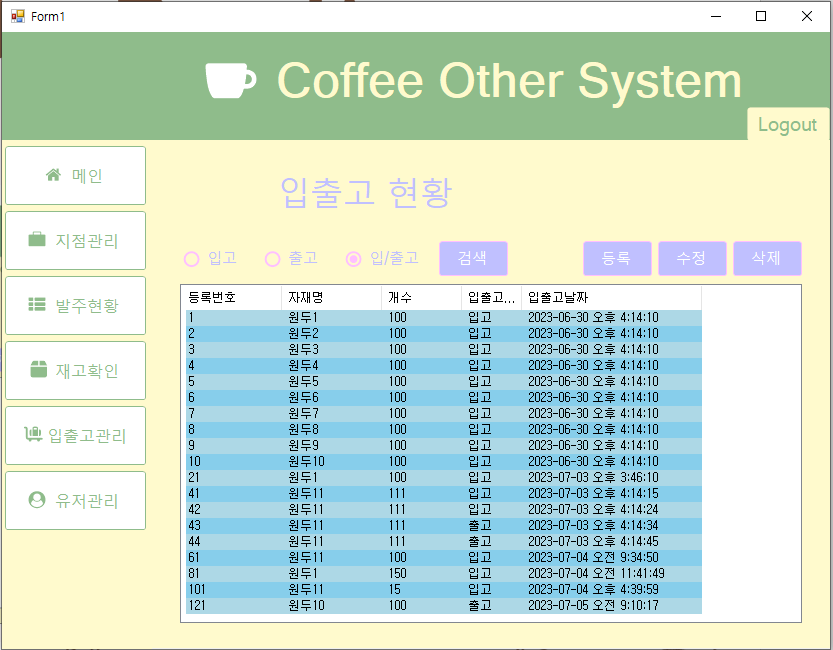 Form1
Coffee Other System
Logout
메인
지점관리
발주현황
재고확인
입출고관리
유저관리
입출고 현황
입고 출고 입/출고 검색 등록 수정 삭제
등록번호 자재명 개수 입출고... 입출고날짜
1 원두1 100 입고 2023-06-30 오후 4:14:10
2 원두2 100 입고 2023-06-30 오후 4:14:10
3 원두3 100 입고 2023-06-30 오후 4:14:10
4 원두4 100 입고 2023-06-30 오후 4:14:10
5 원두5 100 입고 2023-06-30 오후 4:14:10
6 원두6 100 입고 2023-06-30 오후 4:14:10
7 원두7 100 입고 2023-06-30 오후 4:14:10
8 원두8 100 입고 2023-06-30 오후 4:14:10
9 원두9 100 입고 2023-06-30 오후 4:14:10
10 원두10 100 입고 2023-06-30 오후 4:14:10
21 원두1 100 입고 2023-07-03 오후 3:46:10
41 원두11 111 입고 2023-07-03 오후 4:14:15
42 원두11 111 입고 2023-07-03 오후 4:14:24
43 원두11 111 출고 2023-07-03 오후 4:14:34
44 원두11 111 출고 2023-07-03 오후 4:14:45
61 원두11 100 입고 2023-07-04 오전 9:34:50
81 원두1 150 입고 2023-07-04 오전 11:41:49
101 원두11 15 입고 2023-07-04 오후 4:39:59
121 원두10 100 출고 2023-07-05 오전 9:10:17